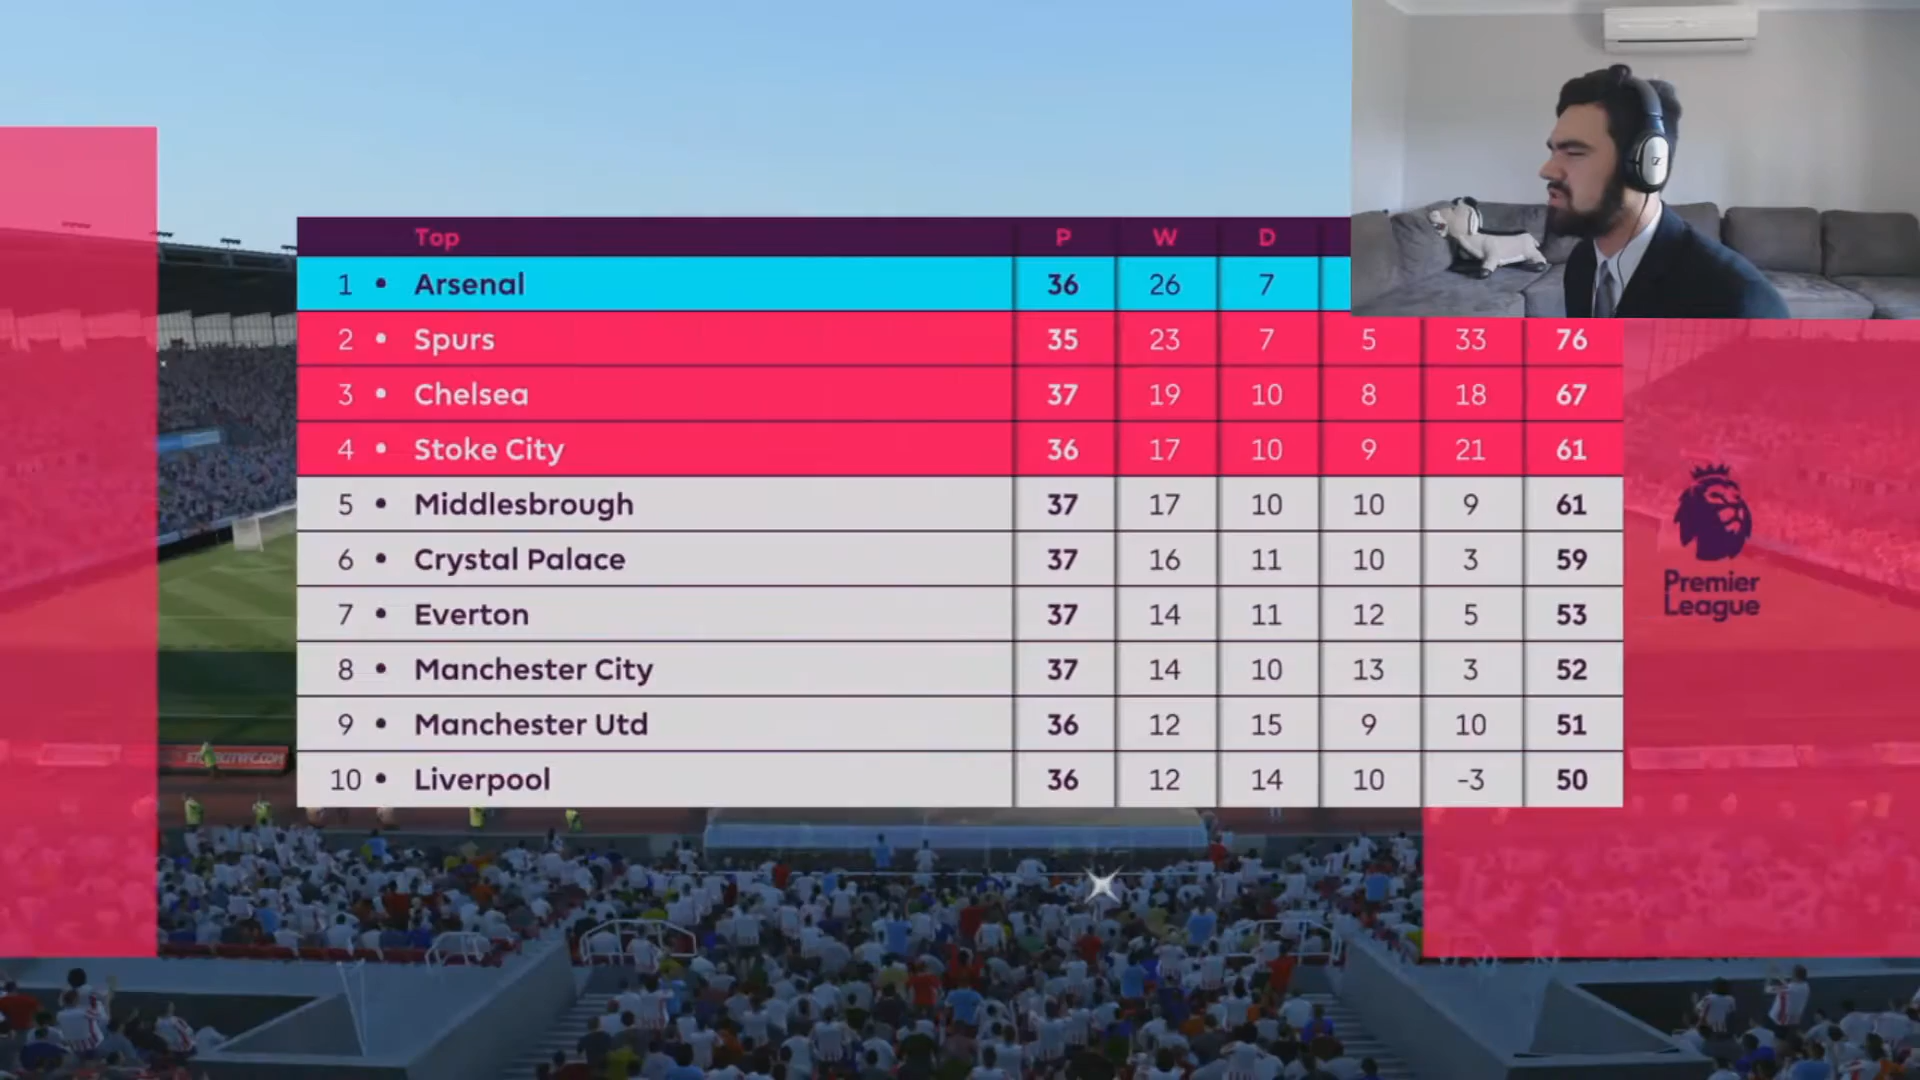 Top P W D
1 • Arsenal 36 26 7
2 • Spurs 35 23 7 5 33 76
3 • Chelsea 37 19 10 8 18 67
4 • Stoke City 36 17 10 9 21 61
5 • Middlesbrough 37 17 10 10 9 61
6 • Crystal Palace 37 16 11 10 3 59
7 • Everton 37 14 11 12 5 53
8 • Manchester City 37 14 10 13 3 52
9 • Manchester Utd 36 12 15 9 10 51
10 • Liverpool 36 12 14 10 -3 50
Premier
League